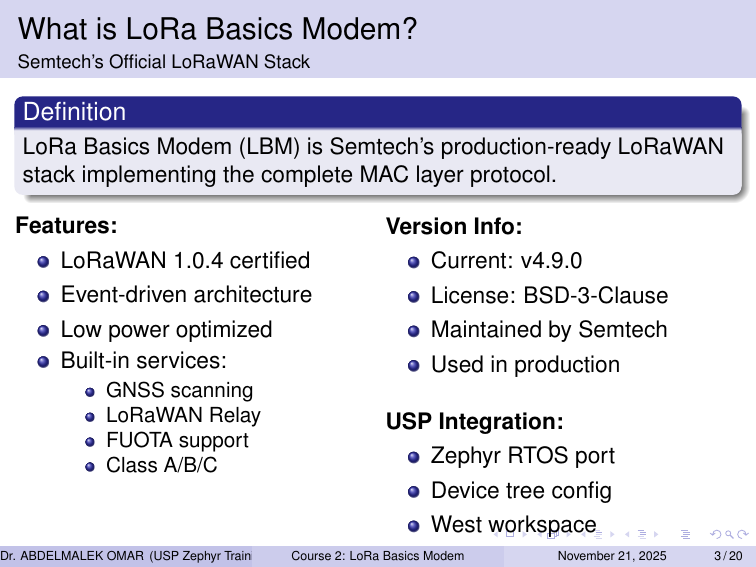 What is LoRa Basics Modem?
Semtech's Official LoRaWAN Stack
Definition
LoRa Basics Modem (LBM) is Semtech's production-ready LoRaWAN
stack implementing the complete MAC layer protocol.
Features:
LoRaWAN 1.0.4 certified
Event-driven architecture
Low power optimized
Built-in services:
GNSS scanning
LoRaWAN Relay
FUOTA support
Class A/B/C
Version Info:
Current: v4.9.0
License: BSD-3-Clause
Maintained by Semtech
Used in production
USP Integration:
Zephyr RTOS port
Device tree config
West workspace
Dr. ABDELMALEK OMAR (USP Zephyr Traini Course 2: LoRa Basics Modem November 21, 2025 3 / 20